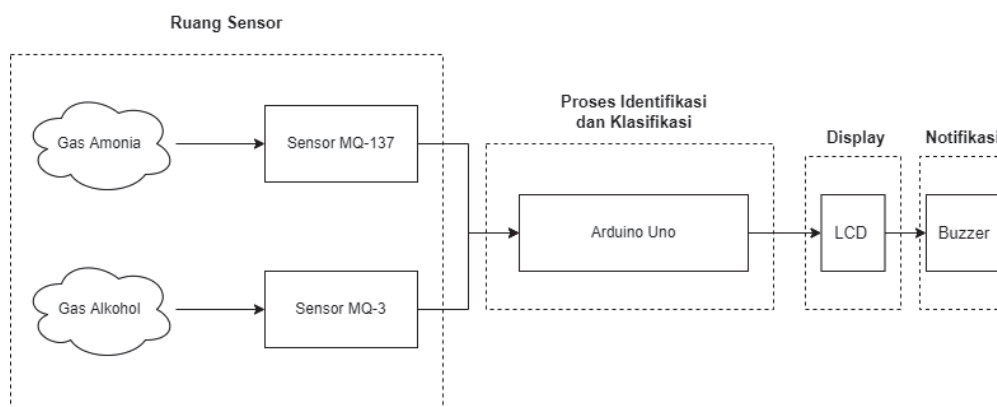 Ruang Sensor
Gas Amonia
Sensor MQ-137
Gas Alkohol
Sensor MQ-3
Proses Identifikasi
dan Klasifikasi
Arduino Uno
Display
LCD
Notifikasi
Buzzer